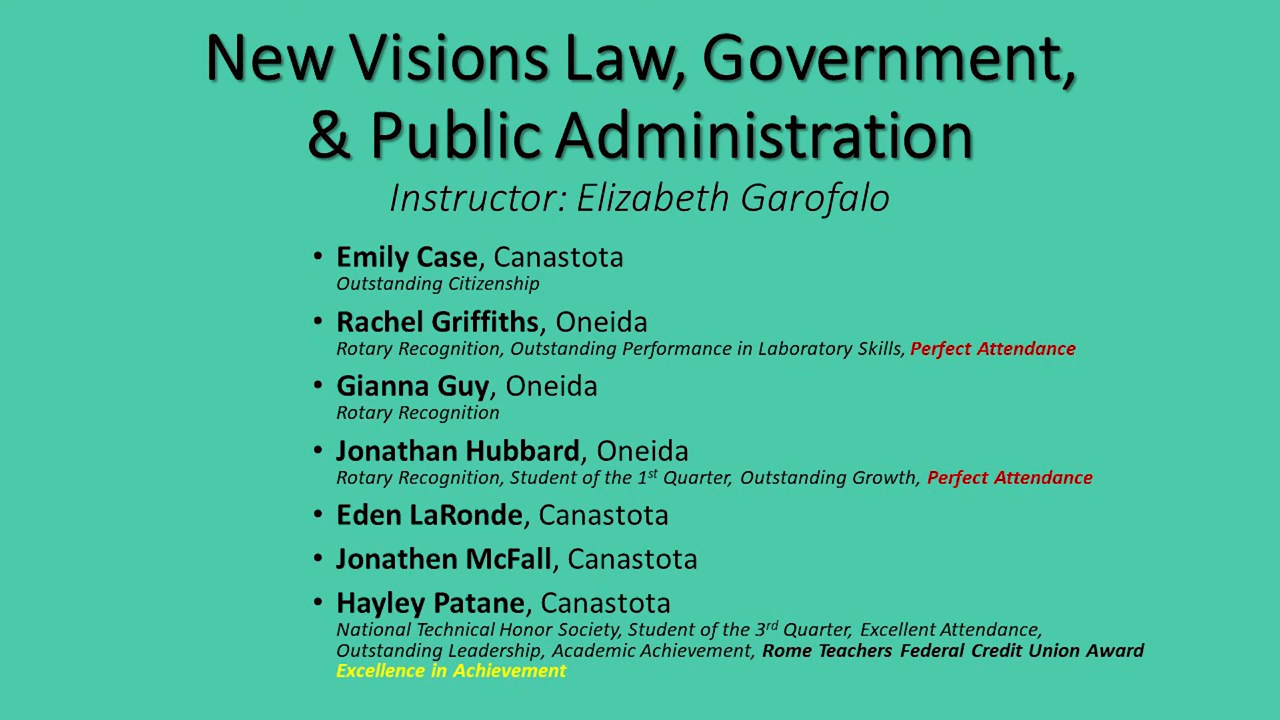 New Visions Law, Government,
& Public Administration
Instructor: Elizabeth Garofalo
• Emily Case, Canastota
Outstanding Citizenship
• Rachel Griffiths, Oneida
Rotary Recognition, Outstanding Performance in Laboratory Skills, Perfect Attendance
• Gianna Guy, Oneida
Rotary Recognition
• Jonathan Hubbard, Oneida
Rotary Recognition, Student of the 1st Quarter, Outstanding Growth, Perfect Attendance
• Eden LaRonde, Canastota
• Jonathen McFall, Canastota
• Hayley Patane, Canastota
National Technical Honor Society, Student of the 3rd Quarter, Excellent Attendance,
Outstanding Leadership, Academic Achievement, Rome Teachers Federal Credit Union Award
Excellence in Achievement